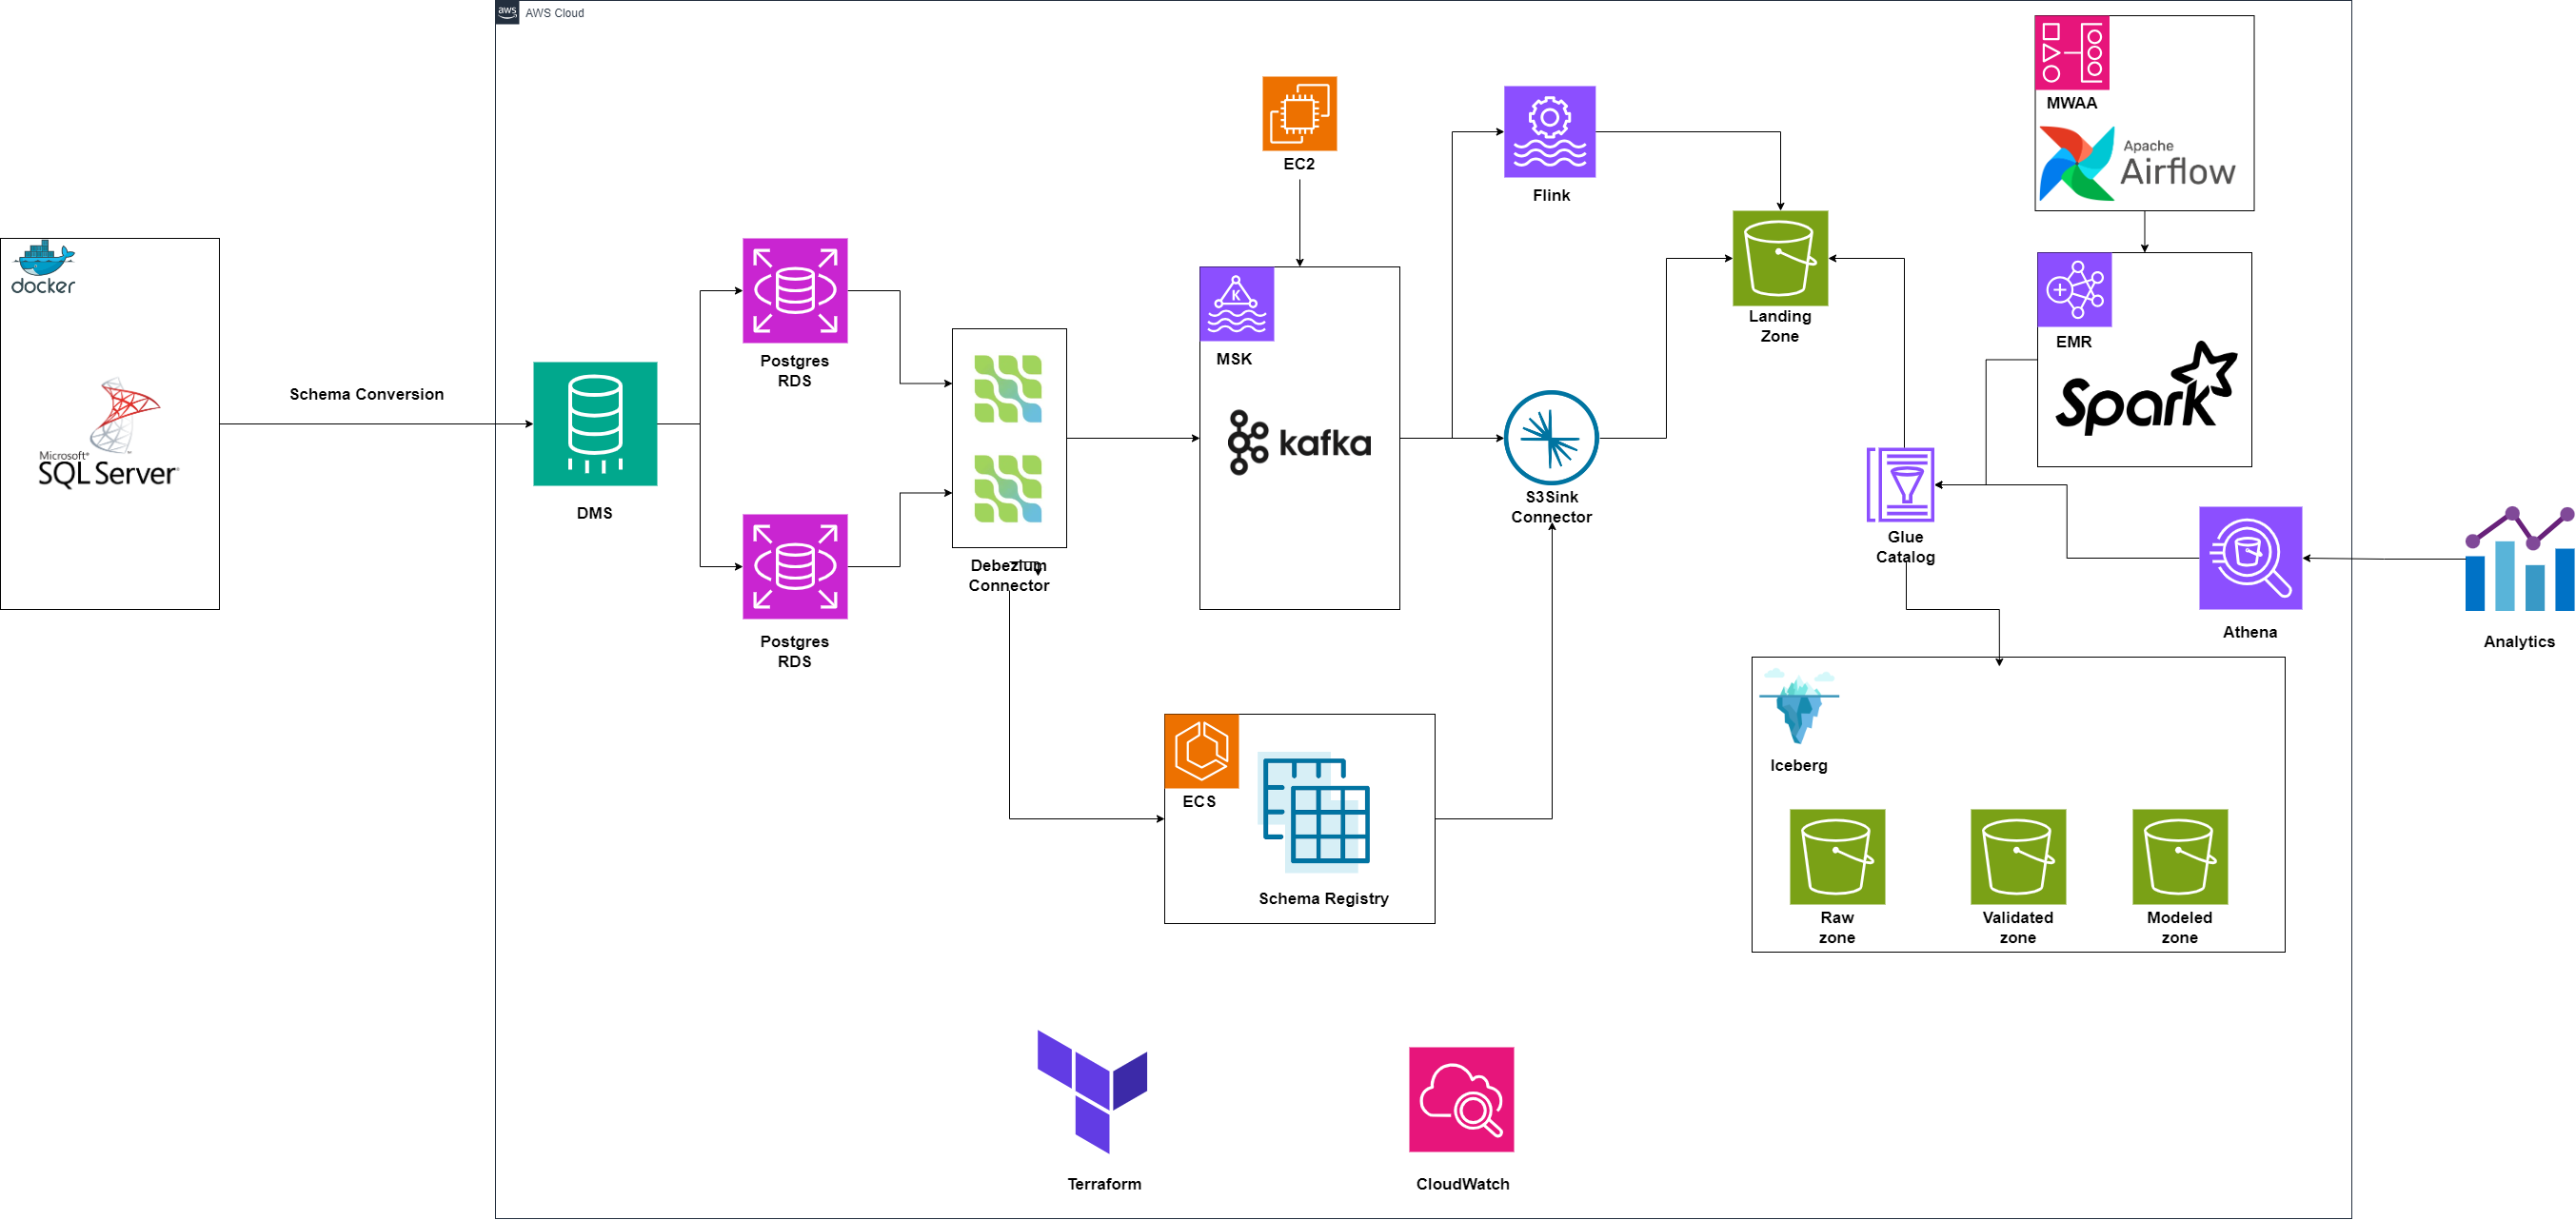 aws
AWS Cloud
MWAA
Apache
Airflow
EC2
Flink
docker
Landing
Zone
K
MSK
EMR
Postgres
RDS
Schema Conversion
Spark
kafka
Microsoft®
SQL Server®
S3Sink
Connector
DMS
Glue
Catalog
Debezium
Connector
Athena
Analytics
Postgres
RDS
Iceberg
ECS
Schema Registry
Raw
zone
Validated
zone
Modeled
zone
Terraform
CloudWatch